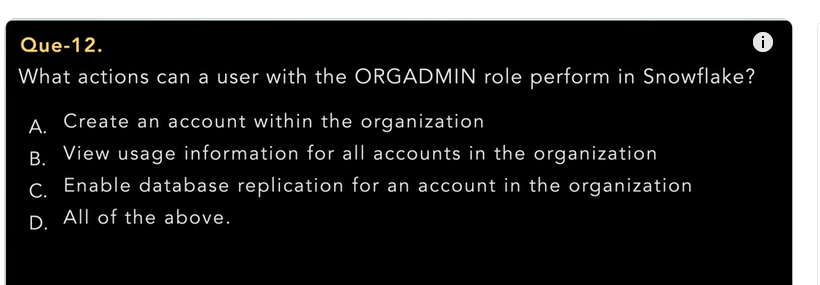 Que-12.
i
What actions can a user with the ORGADMIN role perform in Snowflake?
A. Create an account within the organization
B. View usage information for all accounts in the organization
C. Enable database replication for an account in the organization
D. All of the above.